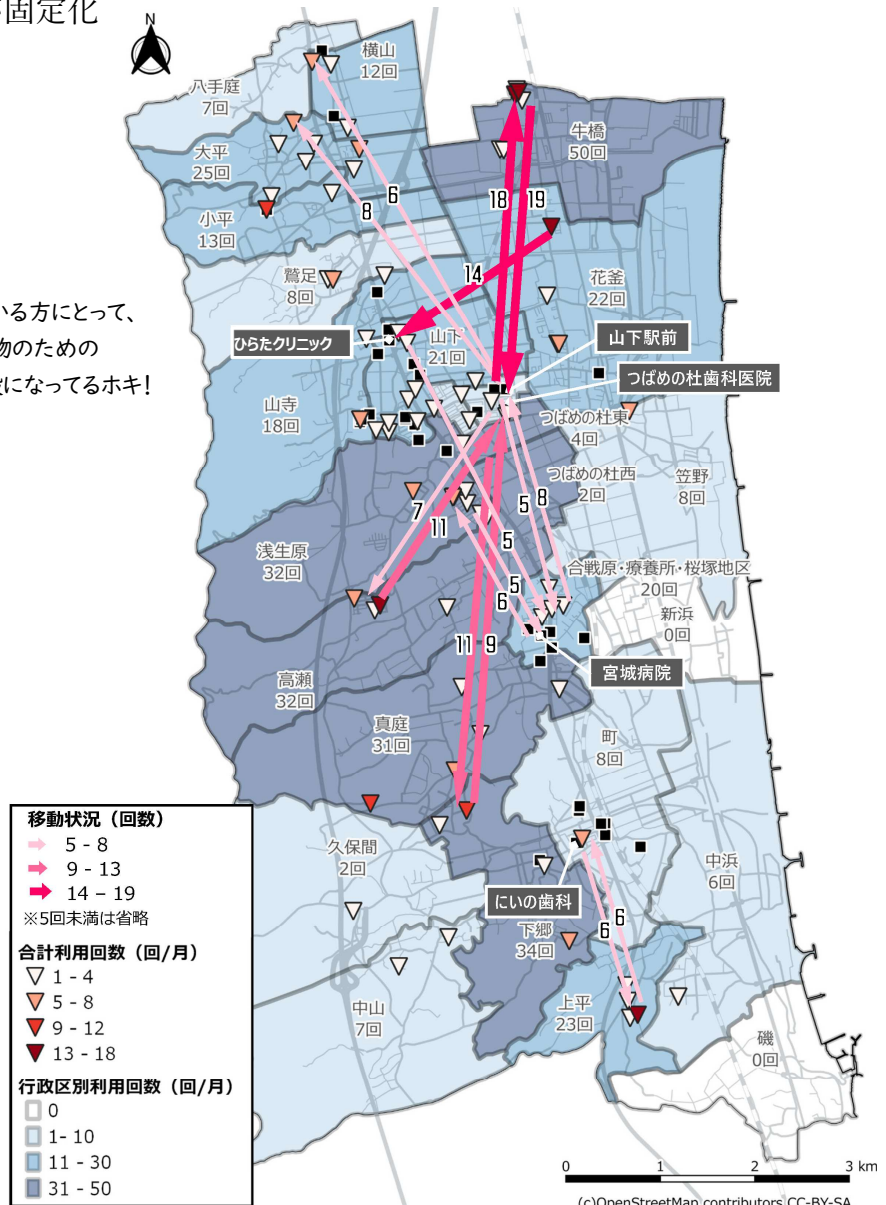 固定化
N
横山
12回
八手庭
7回
牛橋
50回
大平
25回
小平
13回
6
8
18
19
14
鷲足
8回
花釜
22回
いる方にとって、
物のための
になってるホキ！
ひらたクリニック
山下
21回
山下駅前
つばめの杜歯科医院
山寺
18回
つばめの杜東
4回
つばめの杜西
2回
笠野
8回
7
11
5
8
5
5
6
浅生原
32回
合戦原・療養所・桜塚地区
20回
新浜
0回
11
9
宮城病院
高瀬
32回
真庭
31回
町
8回
移動状況（回数）
5 - 8
9 - 13
14 – 19
※5回未満は省略
久保間
2回
中浜
6回
にいの歯科
6
6
下郷
34回
合計利用回数（回/月）
1 - 4
5 - 8
9 - 12
13 - 18
中山
7回
上平
23回
磯
0回
行政区別利用回数（回/月）
0
1- 10
11 - 30
31 - 50
0 1 2 3 km
(c)OpenStreetMap contributors CC-BY-SA